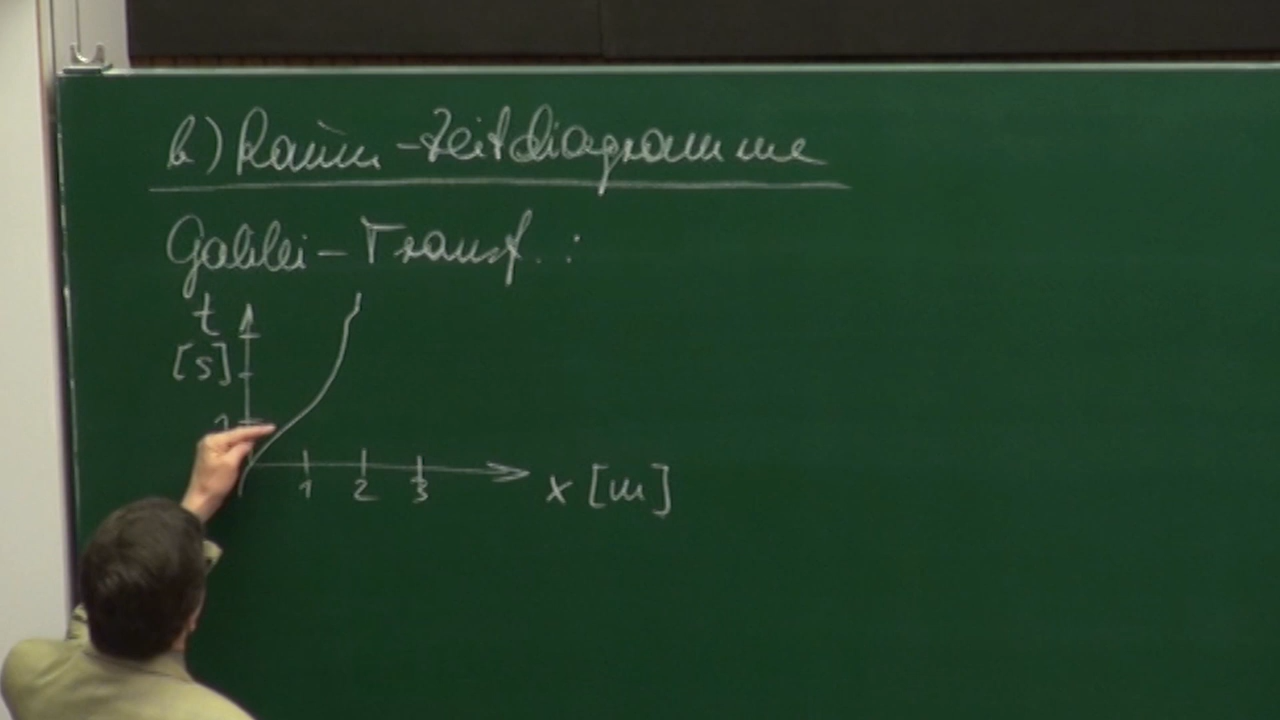 b) Raum-Zeitdiagramme
Galilei-Transf.:
t
[s]
1
1 2 3
x [m]